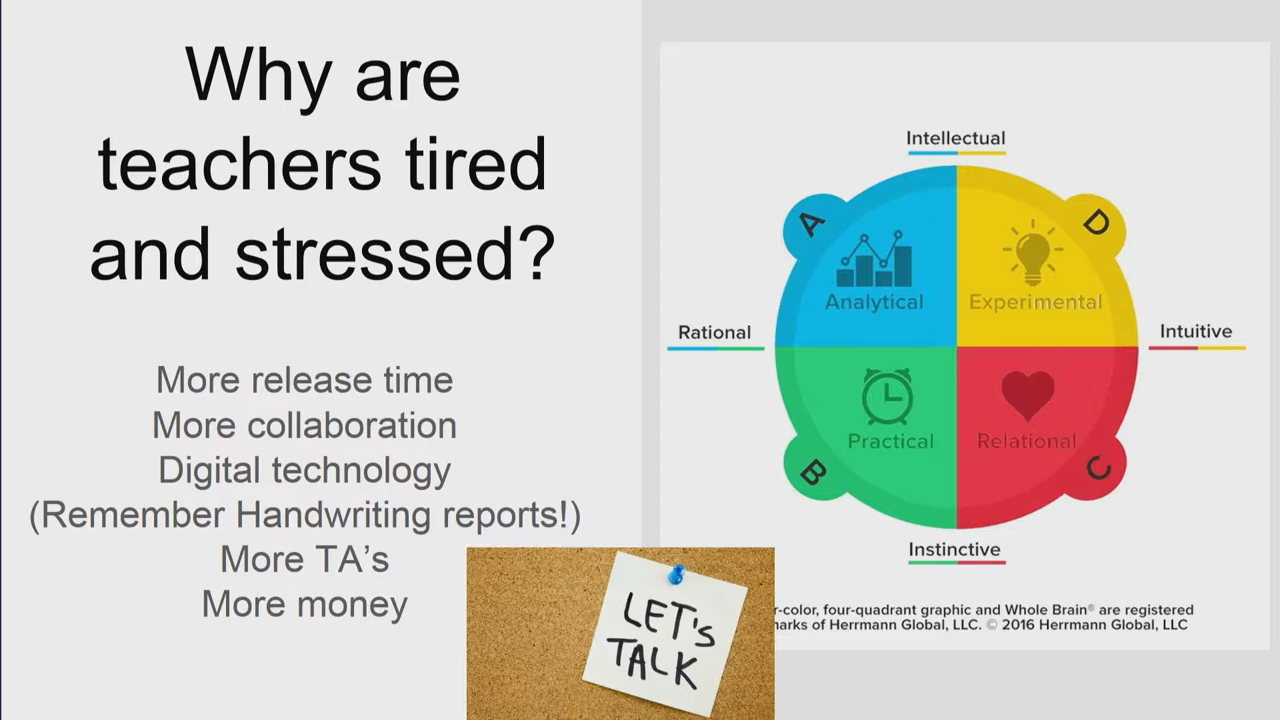 Why are
teachers tired
and stressed?
More release time
More collaboration
Digital technology
(Remember Handwriting reports!)
More TA's
More money
LET'S
TALK
Intellectual
A
D
Analytical
Experimental
Rational
Intuitive
Practical
Relational
B
C
Instinctive
-color, four-quadrant graphic and Whole Brain® are registered
of Herrmann Global, LLC. © 2016 Herrmann Global, LLC